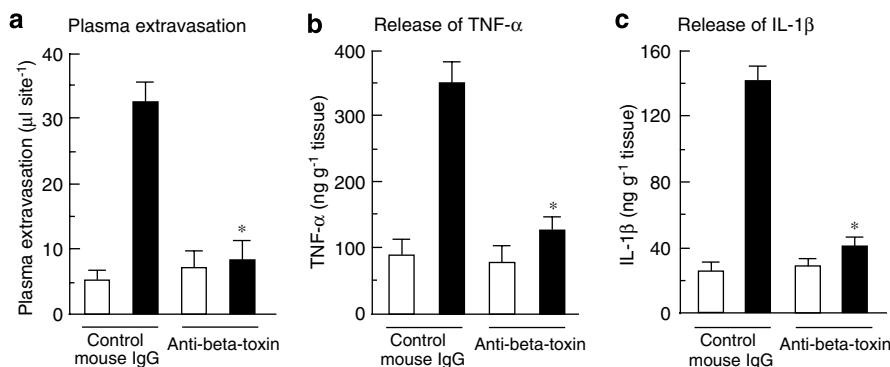 a Plasma extravasation
Plasma extravasation (μl site⁻¹)
40
30
20
10
0
*
Control
mouse IgG
Anti-beta-toxin
b Release of TNF-α
TNF-α (ng g⁻¹ tissue)
400
300
200
100
0
*
Control
mouse IgG
Anti-beta-toxin
c Release of IL-1β
IL-1β (ng g⁻¹ tissue)
160
120
80
40
0
*
Control
mouse IgG
Anti-beta-toxin